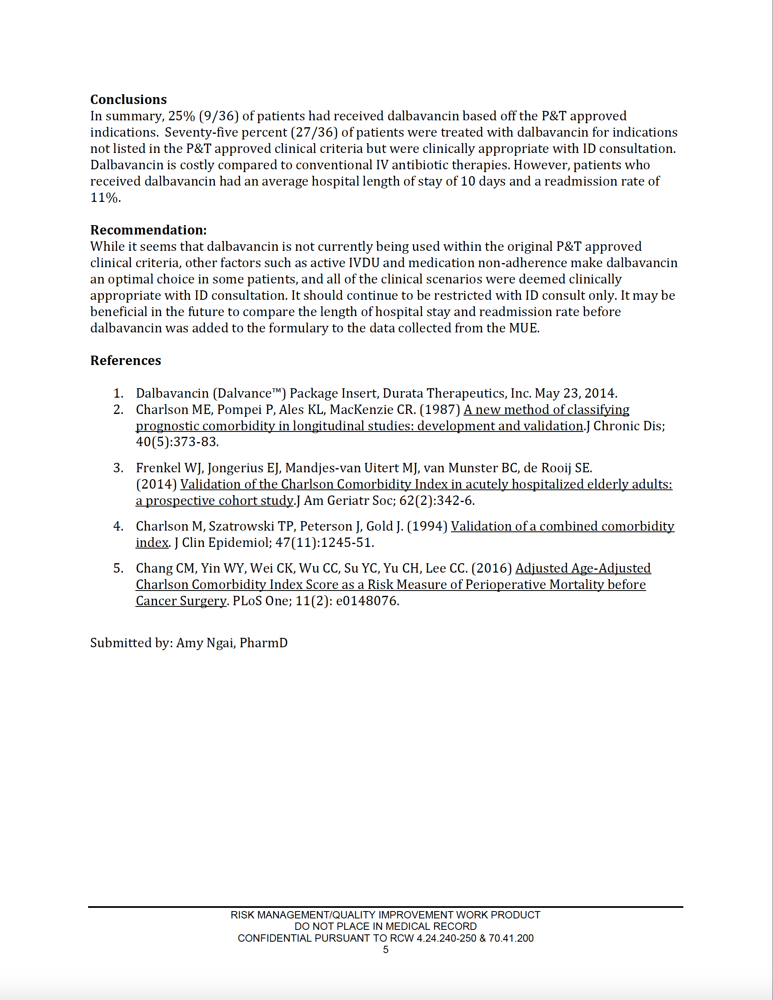 Conclusions
In summary, 25% (9/36) of patients had received dalbavancin based off the P&T approved
indications.  Seventy-five percent (27/36) of patients were treated with dalbavancin for indications
not listed in the P&T approved clinical criteria but were clinically appropriate with ID consultation.
Dalbavancin is costly compared to conventional IV antibiotic therapies. However, patients who
received dalbavancin had an average hospital length of stay of 10 days and a readmission rate of
11%.
Recommendation:
While it seems that dalbavancin is not currently being used within the original P&T approved
clinical criteria, other factors such as active IVDU and medication non-adherence make dalbavancin
an optimal choice in some patients, and all of the clinical scenarios were deemed clinically
appropriate with ID consultation. It should continue to be restricted with ID consult only. It may be
beneficial in the future to compare the length of hospital stay and readmission rate before
dalbavancin was added to the formulary to the data collected from the MUE.
References
1. Dalbavancin (Dalvance™) Package Insert, Durata Therapeutics, Inc. May 23, 2014.
2. Charlson ME, Pompei P, Ales KL, MacKenzie CR. (1987) A new method of classifying
prognostic comorbidity in longitudinal studies: development and validation.J Chronic Dis;
40(5):373-83.
3. Frenkel WJ, Jongerius EJ, Mandjes-van Uitert MJ, van Munster BC, de Rooij SE.
(2014) Validation of the Charlson Comorbidity Index in acutely hospitalized elderly adults:
a prospective cohort study.J Am Geriatr Soc; 62(2):342-6.
4. Charlson M, Szatrowski TP, Peterson J, Gold J. (1994) Validation of a combined comorbidity
index. J Clin Epidemiol; 47(11):1245-51.
5. Chang CM, Yin WY, Wei CK, Wu CC, Su YC, Yu CH, Lee CC. (2016) Adjusted Age-Adjusted
Charlson Comorbidity Index Score as a Risk Measure of Perioperative Mortality before
Cancer Surgery. PLoS One; 11(2): e0148076.
Submitted by: Amy Ngai, PharmD
RISK MANAGEMENT/QUALITY IMPROVEMENT WORK PRODUCT
DO NOT PLACE IN MEDICAL RECORD
CONFIDENTIAL PURSUANT TO RCW 4.24.240-250 & 70.41.200
5